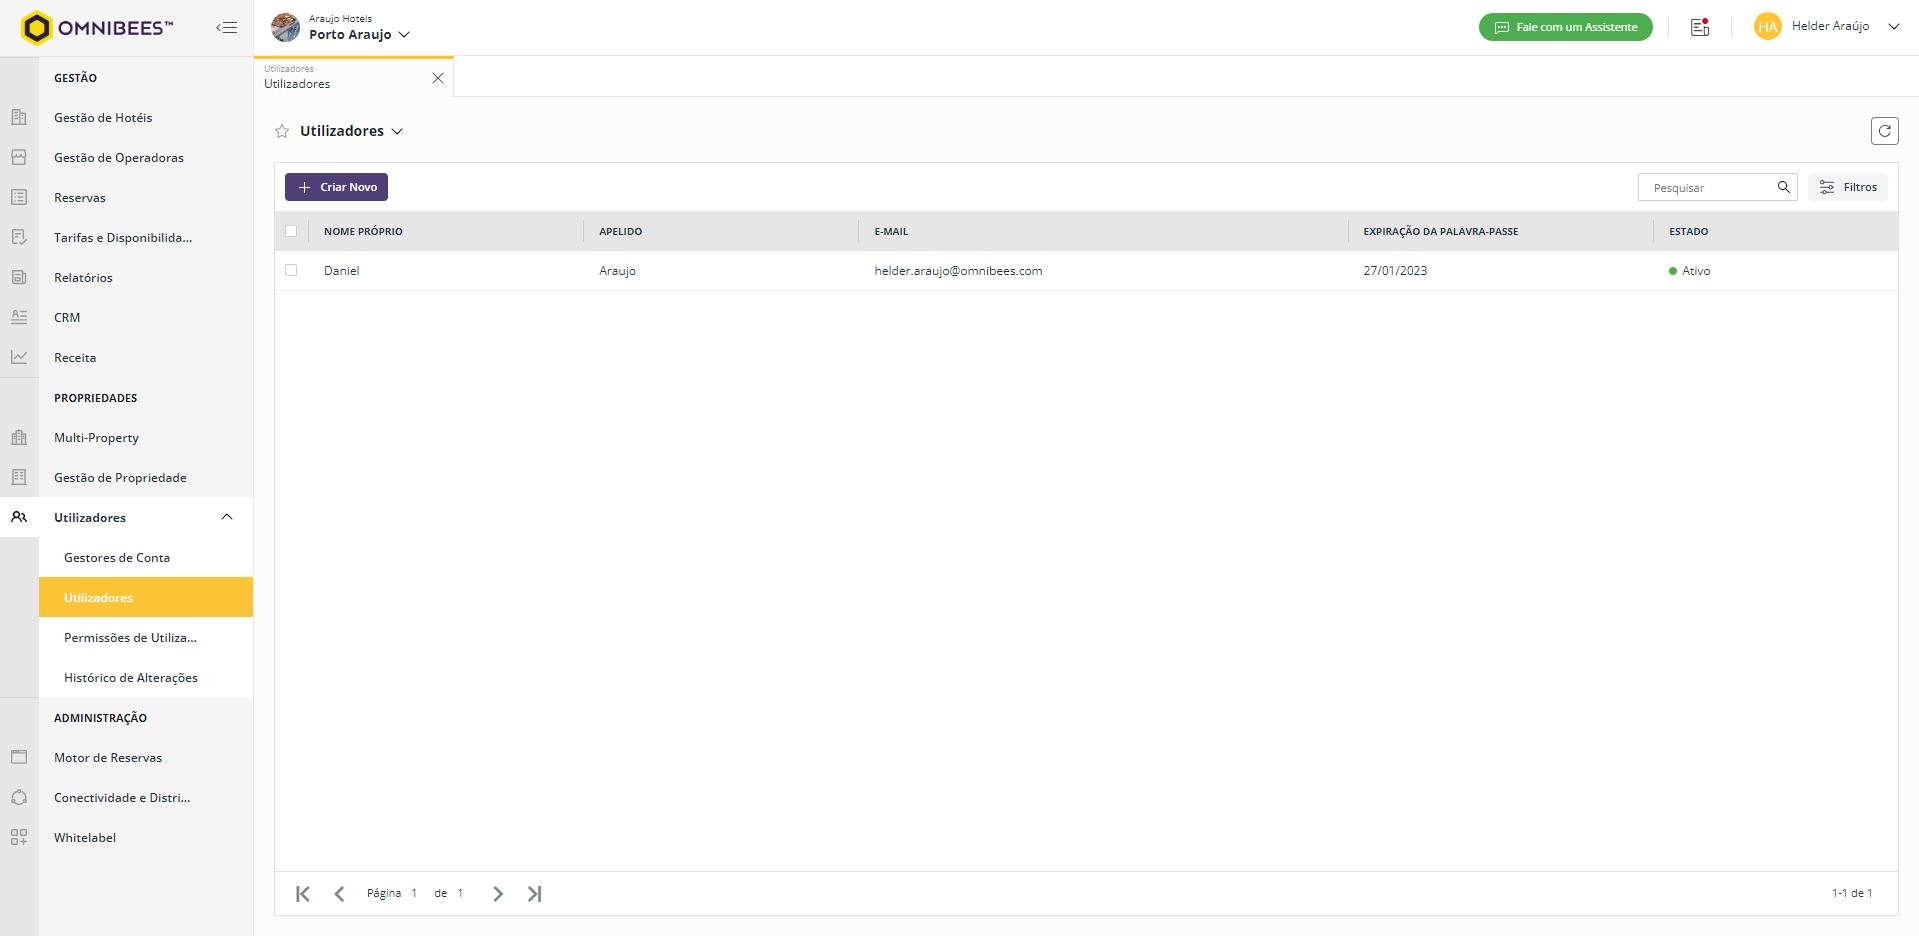 OMNIBEES™
Araujo Hotels
Porto Araujo
Fale com um Assistente
HA
Helder Araújo
GESTÃO
Gestão de Hotéis
Gestão de Operadoras
Reservas
Tarifas e Disponibilida...
Relatórios
CRM
Receita
PROPRIEDADES
Multi-Property
Gestão de Propriedade
Utilizadores
Gestores de Conta
Utilizadores
Permissões de Utiliza...
Histórico de Alterações
ADMINISTRAÇÃO
Motor de Reservas
Conectividade e Distri...
Whitelabel
Utilizadores
Utilizadores
Utilizadores
Criar Novo
Pesquisar
Filtros
NOME PRÓPRIO APELIDO E-MAIL EXPIRAÇÃO DA PALAVRA-PASSE ESTADO
Daniel Araujo helder.araujo@omnibees.com 27/01/2023 Ativo
Página 1 de 1
1-1 de 1